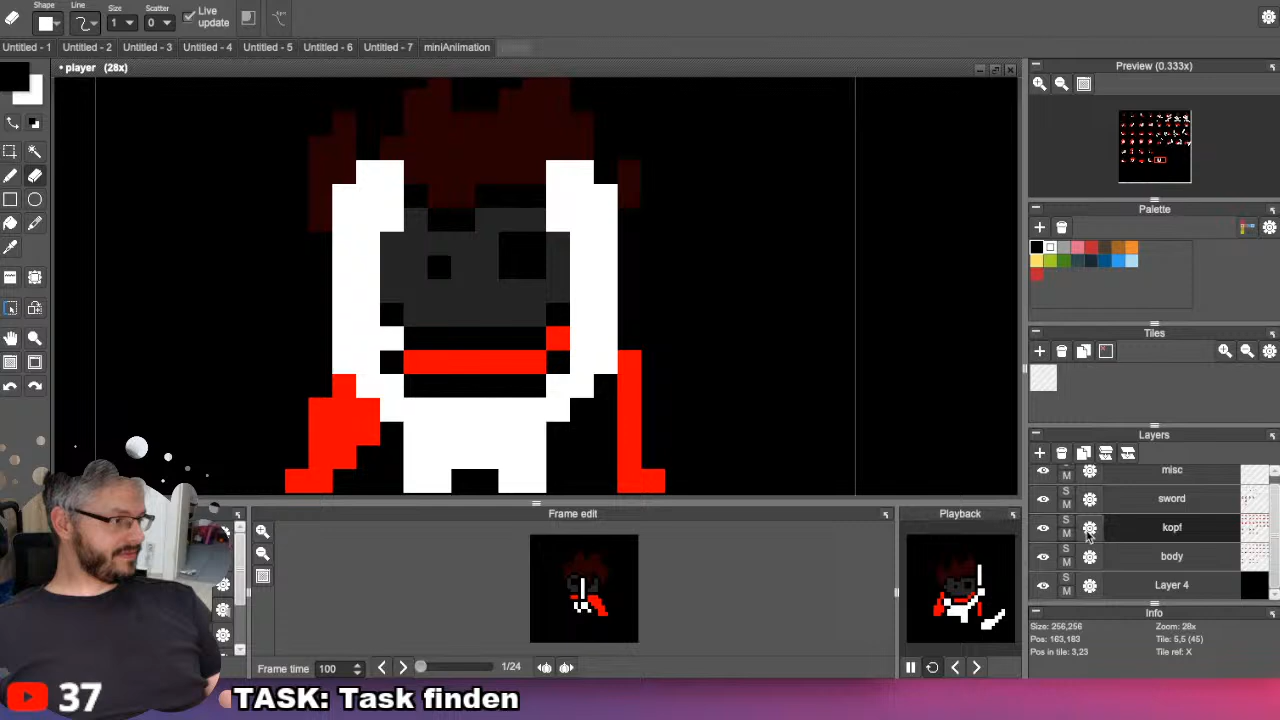 Shape
Line
Size
Scatter
Live update
1
0
Untitled - 1
Untitled - 2
Untitled - 3
Untitled - 4
Untitled - 5
Untitled - 6
Untitled - 7
miniAniimation
• player (28x)
Preview (0.333x)
Palette
Tiles
Layers
S
M
misc
S
M
sword
S
M
kopf
S
M
body
S
M
Layer 4
Info
Size: 256,256
Zoom: 28x
Pos: 163,183
Tile: 5,5 (45)
Pos in tile: 3,23
Tile ref: X
Frame edit
Playback
Frame time
100
1/24
37
TASK: Task finden